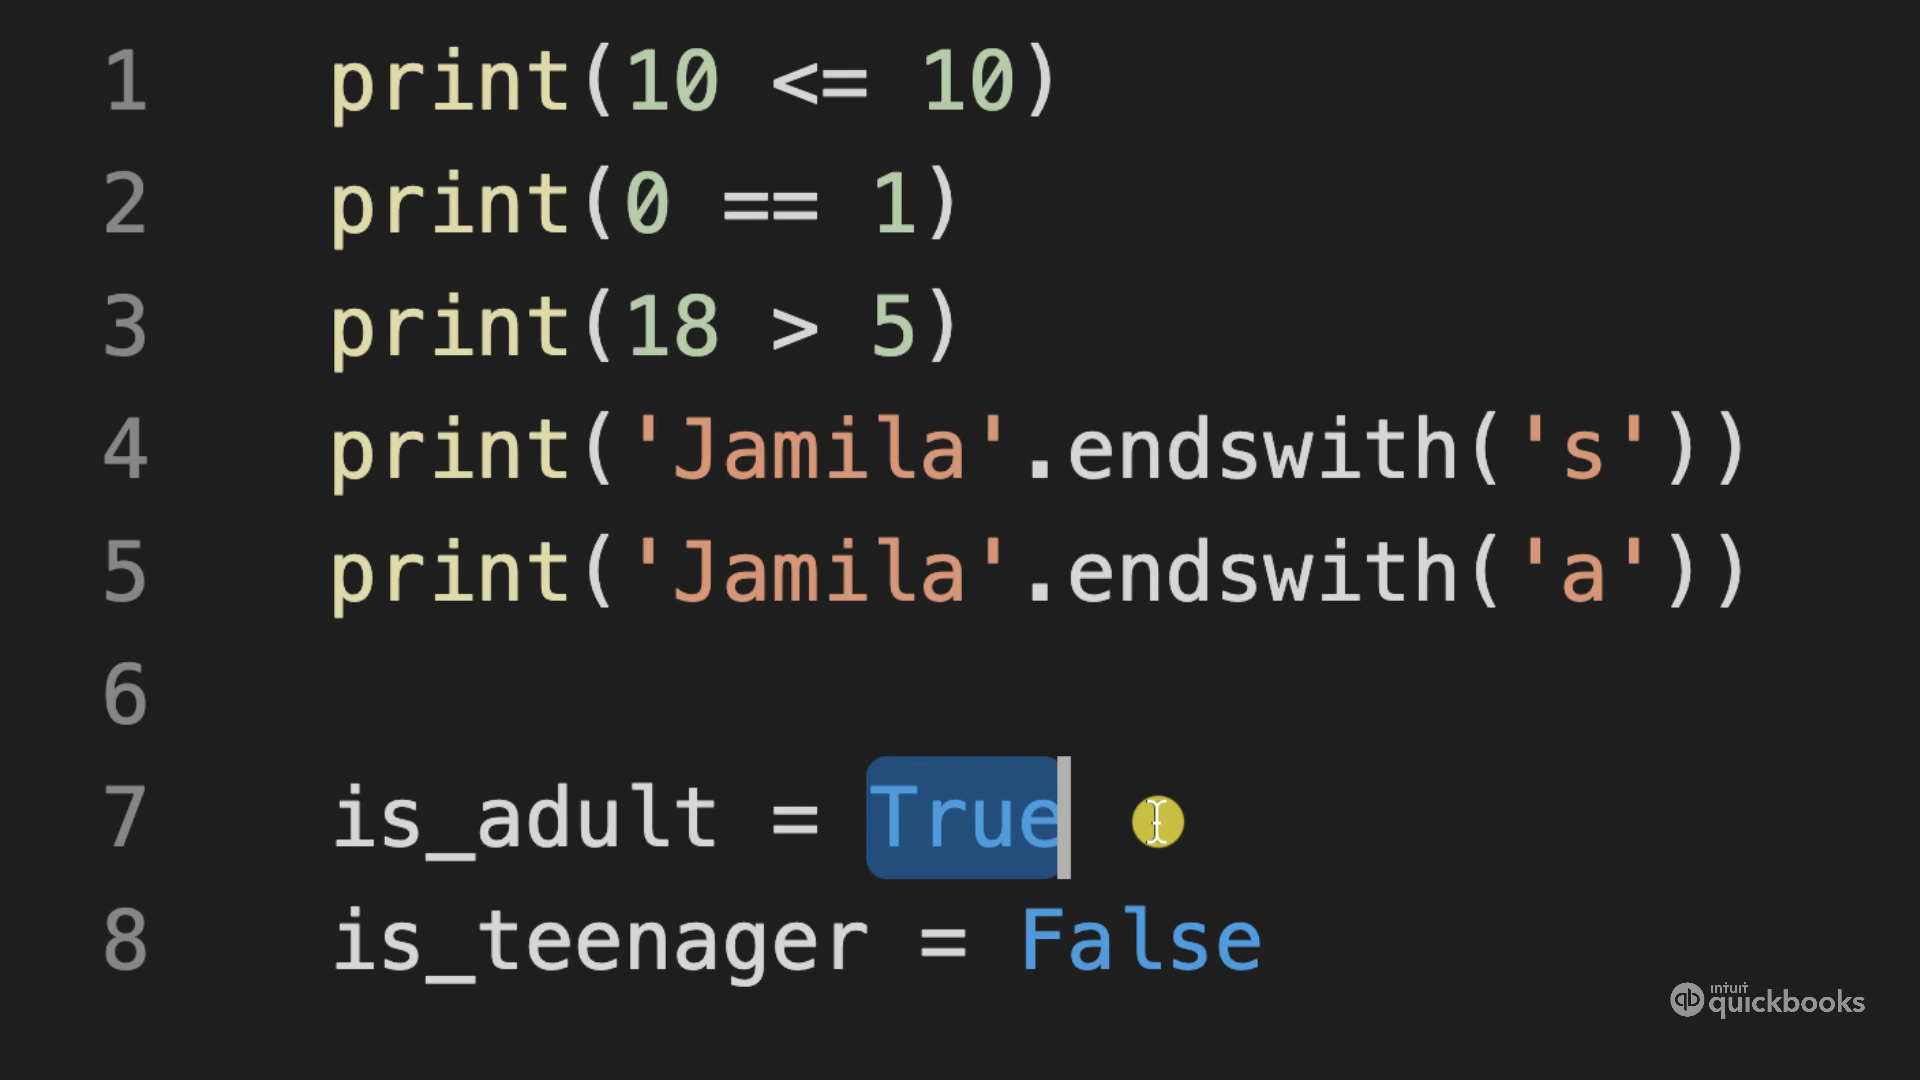 1 print(10 <= 10)
2 print(0 == 1)
3 print(18 > 5)
4 print('Jamila'.endswith('s'))
5 print('Jamila'.endswith('a'))
6
7 is_adult = True
8 is_teenager = False
qb intuit quickbooks